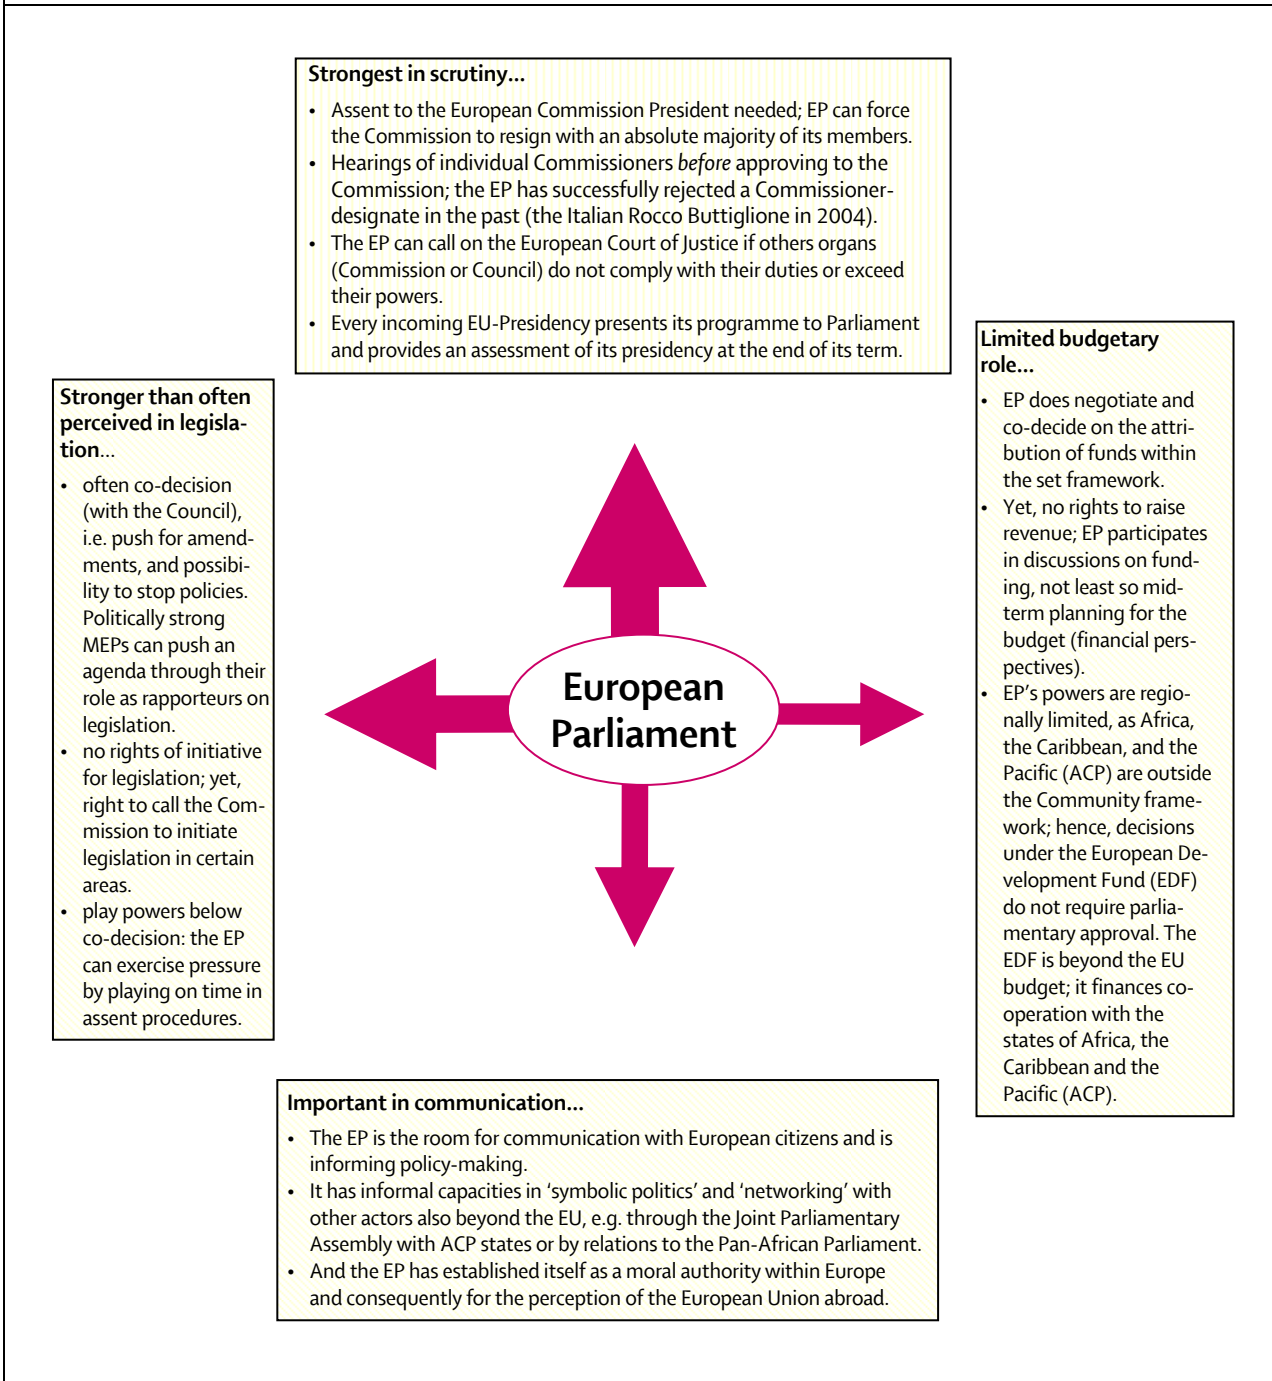 Strongest in scrutiny...
• Assent to the European Commission President needed; EP can force
the Commission to resign with an absolute majority of its members.
• Hearings of individual Commissioners before approving to the
Commission; the EP has successfully rejected a Commissioner-
designate in the past (the Italian Rocco Buttiglione in 2004).
• The EP can call on the European Court of Justice if others organs
(Commission or Council) do not comply with their duties or exceed
their powers.
• Every incoming EU-Presidency presents its programme to Parliament
and provides an assessment of its presidency at the end of its term.
Stronger than often
perceived in legisla-
tion...
• often co-decision
(with the Council),
i.e. push for amend-
ments, and possibi-
lity to stop policies.
Politically strong
MEPs can push an
agenda through their
role as rapporteurs on
legislation.
• no rights of initiative
for legislation; yet,
right to call the Com-
mission to initiate
legislation in certain
areas.
• play powers below
co-decision: the EP
can exercise pressure
by playing on time in
assent procedures.
European
Parliament
Limited budgetary
role...
• EP does negotiate and
co-decide on the attri-
bution of funds within
the set framework.
• Yet, no rights to raise
revenue; EP participates
in discussions on fund-
ing, not least so mid-
term planning for the
budget (financial pers-
pectives).
• EP’s powers are regio-
nally limited, as Africa,
the Caribbean, and the
Pacific (ACP) are outside
the Community frame-
work; hence, decisions
under the European De-
velopment Fund (EDF)
do not require parlia-
mentary approval. The
EDF is beyond the EU
budget; it finances co-
operation with the
states of Africa, the
Caribbean and the
Pacific (ACP).
Important in communication...
• The EP is the room for communication with European citizens and is
informing policy-making.
• It has informal capacities in ‘symbolic politics’ and ‘networking’ with
other actors also beyond the EU, e.g. through the Joint Parliamentary
Assembly with ACP states or by relations to the Pan-African Parliament.
• And the EP has established itself as a moral authority within Europe
and consequently for the perception of the European Union abroad.